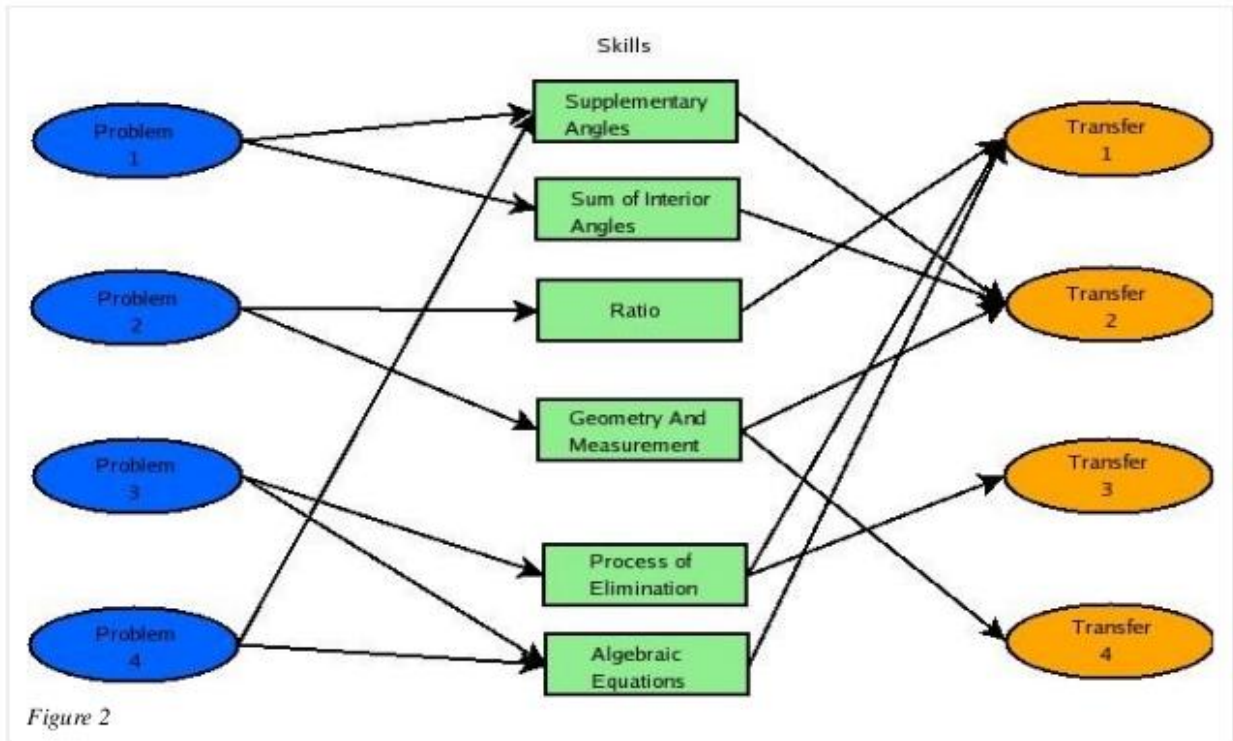 Skills
Problem
1
Problem
2
Problem
3
Problem
4
Supplementary
Angles
Sum of Interior
Angles
Ratio
Geometry And
Measurement
Process of
Elimination
Algebraic
Equations
Transfer
1
Transfer
2
Transfer
3
Transfer
4
Figure 2